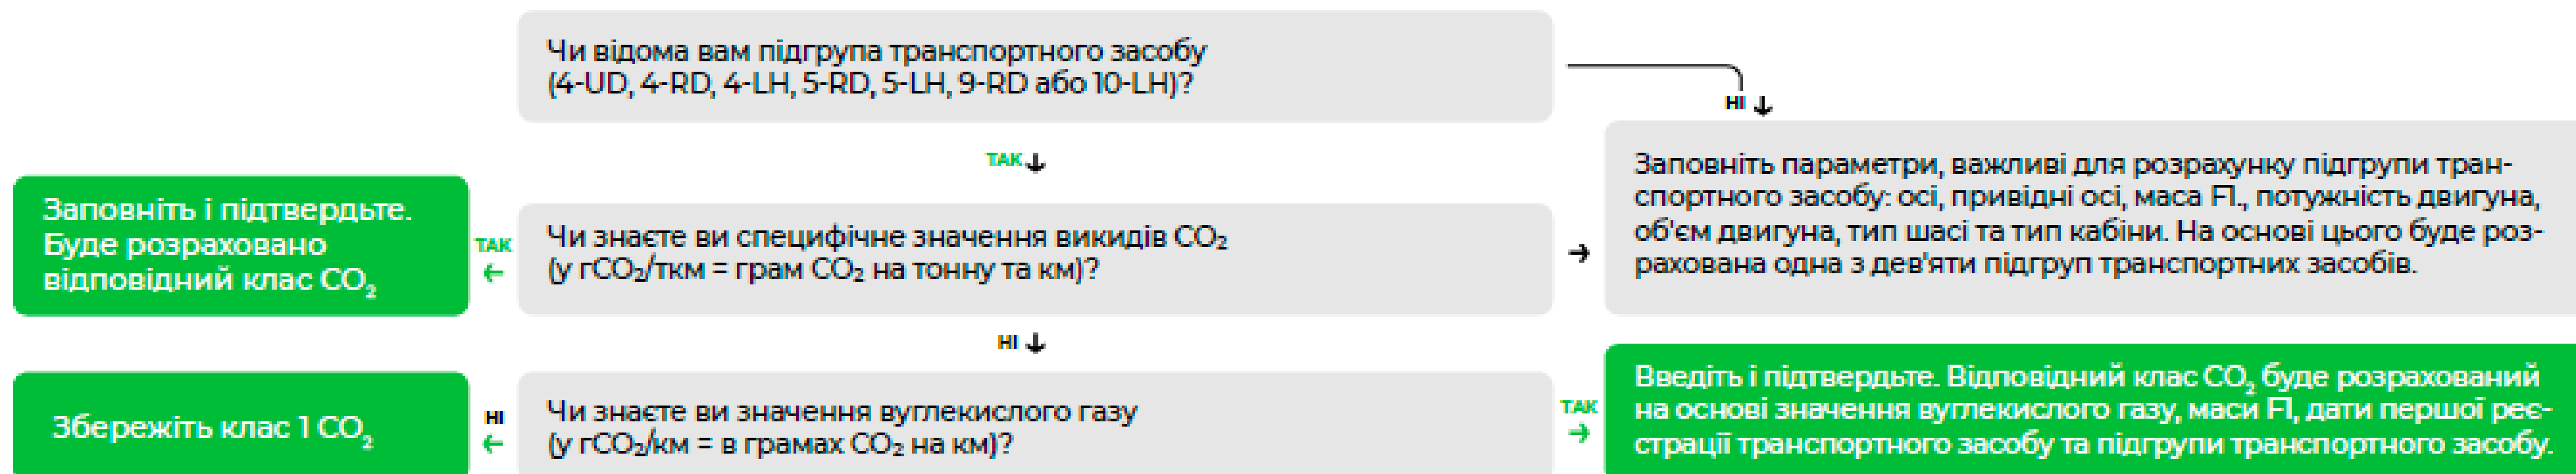 Чи відома вам підгрупа транспортного засобу
(4-UD, 4-RD, 4-LH, 5-RD, 5-LH, 9-RD або 10-LH)?
НІ ↓
ТАК ↓
Заповніть параметри, важливі для розрахунку підгрупи тран-
спортного засобу: осі, привідні осі, маса F1., потужність двигуна,
об'єм двигуна, тип шасі та тип кабіни. На основі цього буде роз-
рахована одна з дев'яти підгруп транспортних засобів.
Заповніть і підтвердьте.
Буде розраховано
відповідний клас CO₂
ТАК
←
Чи знаєте ви специфічне значення викидів CO₂
(у гCO₂/ткм = грам CO₂ на тонну та км)?
→
НІ ↓
Збережіть клас 1 CO₂
НІ
←
Чи знаєте ви значення вуглекислого газу
(у гCO₂/км = в грамах CO₂ на км)?
ТАК
→
Введіть і підтвердьте. Відповідний клас CO₂ буде розрахований
на основі значення вуглекислого газу, маси F1, дати першої реє-
страції транспортного засобу та підгрупи транспортного засобу.